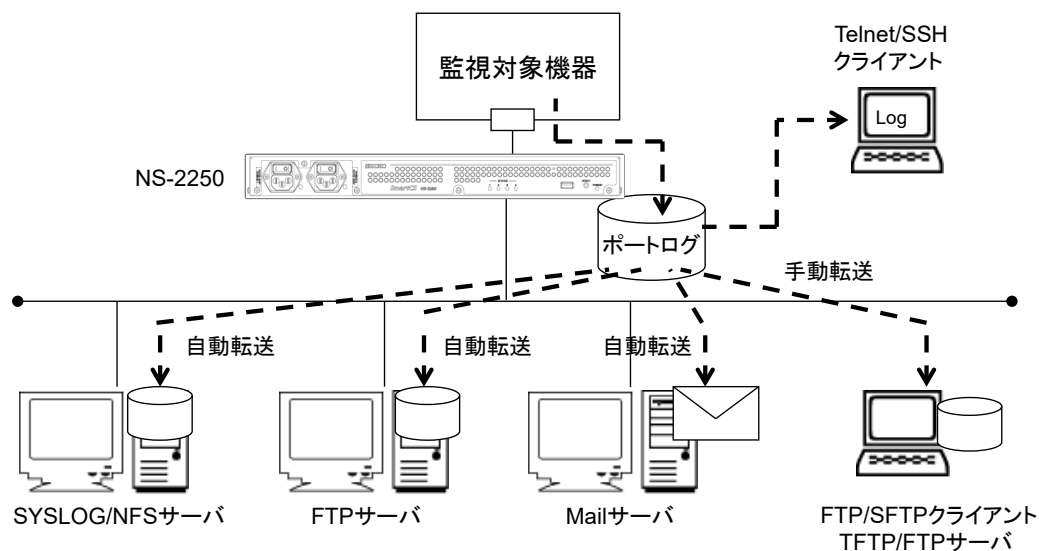 監視対象機器
Telnet/SSH
クライアント
Log
NS-2250
SmartCS NS-2250
ポートログ
手動転送
自動転送
自動転送
自動転送
SYSLOG/NFSサーバ
FTPサーバ
Mailサーバ
FTP/SFTPクライアント
TFTP/FTPサーバ